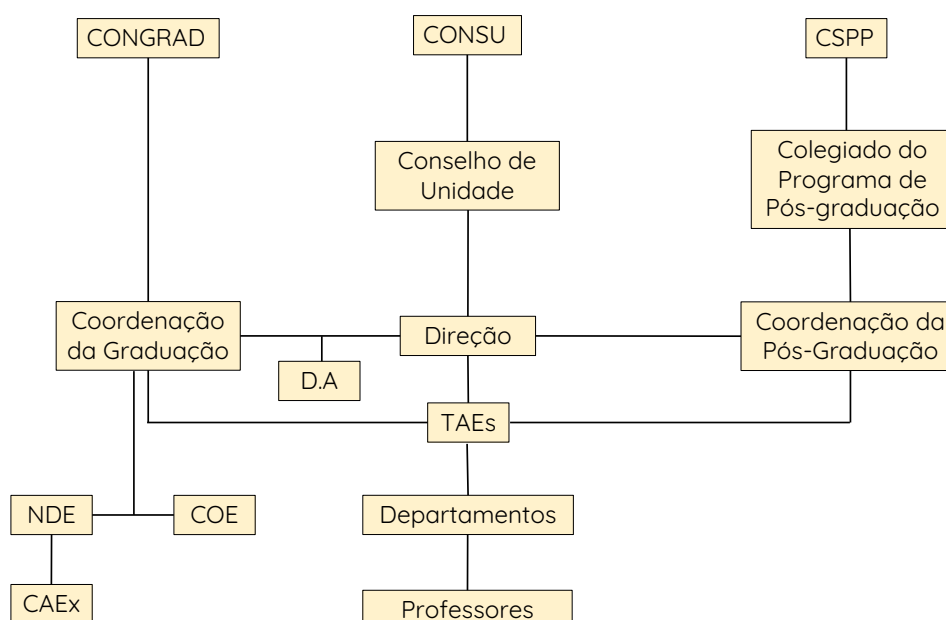 CONGRAD
CONSU
CSPP
Conselho de
Unidade
Colegiado do
Programa de
Pós-graduação
Coordenação
da Graduação
Direção
Coordenação da
Pós-Graduação
D.A
TAEs
NDE
COE
Departamentos
CAEx
Professores